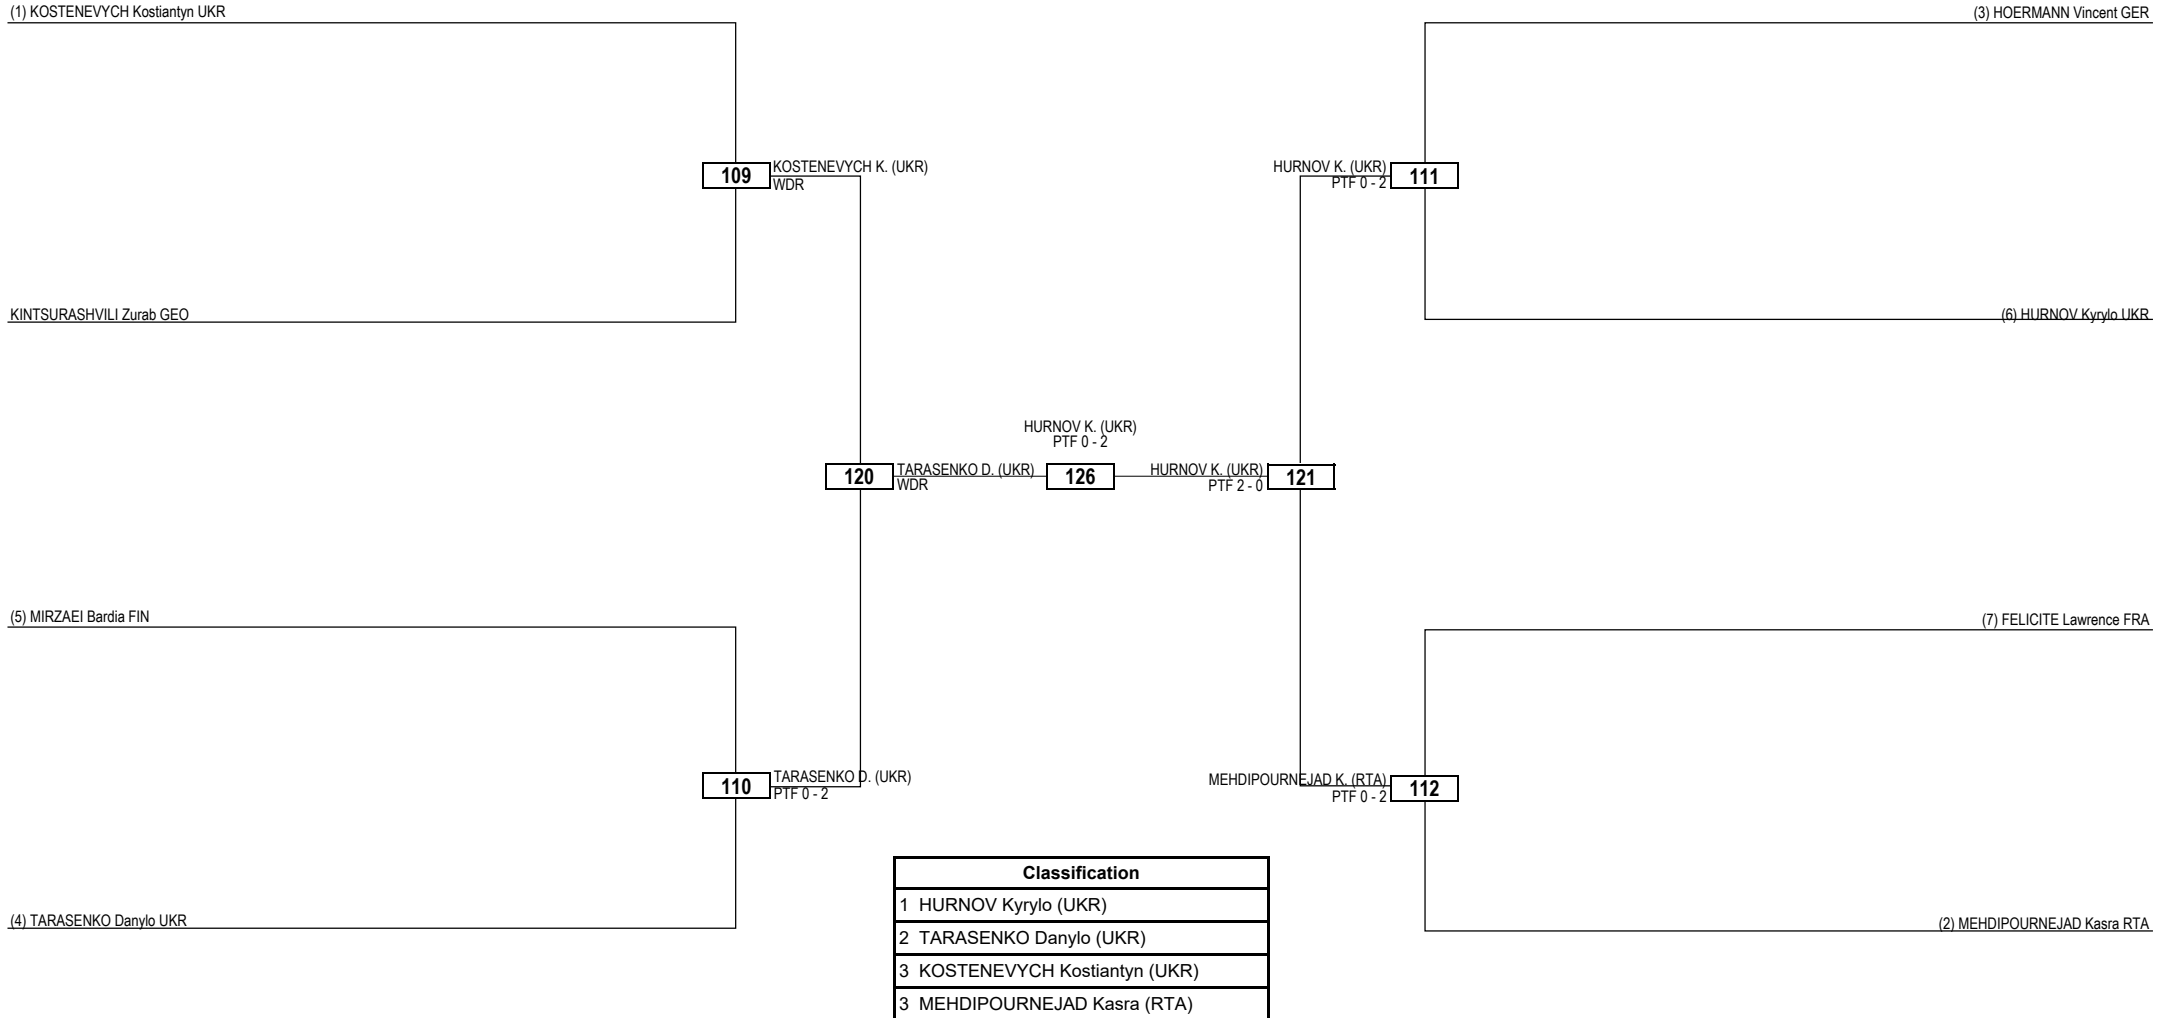 (1) KOSTENEVYCH Kostiantyn UKR
(3) HOERMANN Vincent GER
109
KOSTENEVYCH K. (UKR)
WDR
HURNOV K. (UKR)
PTF 0 - 2
111
KINTSURASHVILI Zurab GEO
(6) HURNOV Kyrylo UKR
HURNOV K. (UKR)
PTF 0 - 2
120
TARASENKO D. (UKR)
WDR
126
HURNOV K. (UKR)
PTF 2 - 0
121
(5) MIRZAEI Bardia FIN
(7) FELICITE Lawrence FRA
110
TARASENKO D. (UKR)
PTF 0 - 2
MEHDIPOURNEJAD K. (RTA)
PTF 0 - 2
112
(4) TARASENKO Danylo UKR
(2) MEHDIPOURNEJAD Kasra RTA
Classification
1 HURNOV Kyrylo (UKR)
2 TARASENKO Danylo (UKR)
3 KOSTENEVYCH Kostiantyn (UKR)
3 MEHDIPOURNEJAD Kasra (RTA)